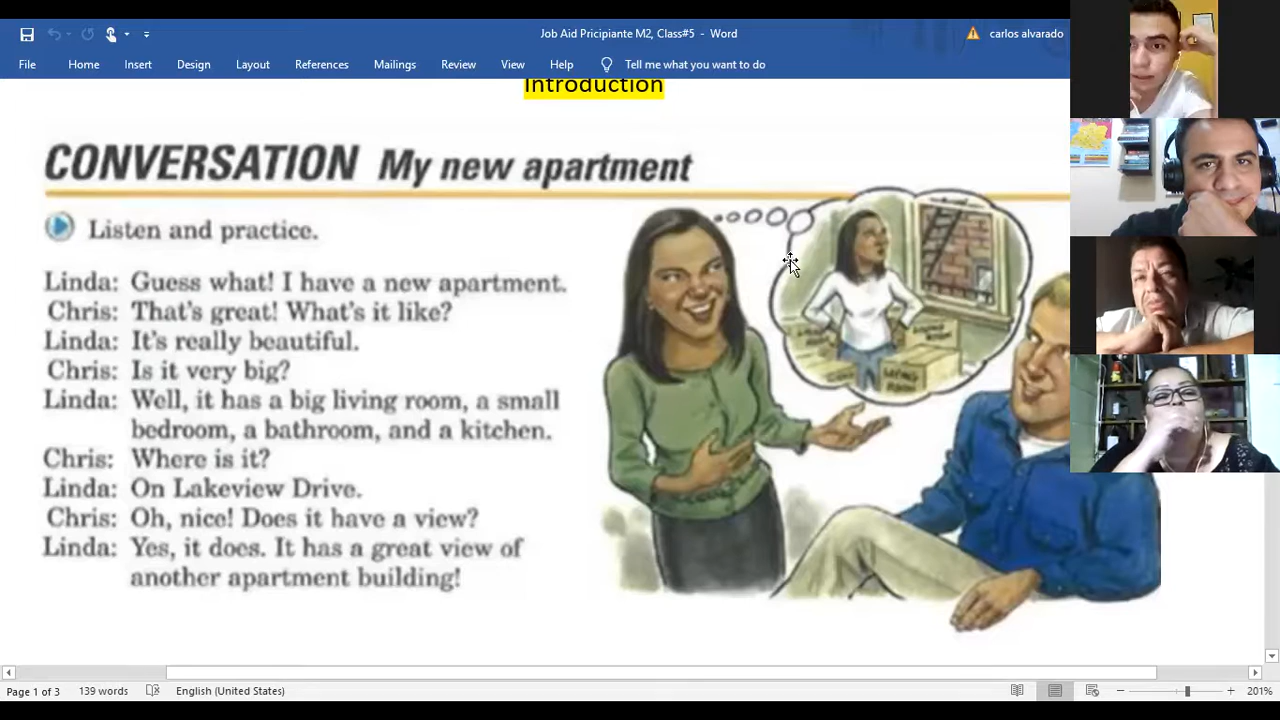 Job Aid Pricipiante M2, Class#5 - Word
carlos alvarado
File Home Insert Design Layout References Mailings Review View Help Tell me what you want to do
Introduction
CONVERSATION My new apartment
Listen and practice.
Linda: Guess what! I have a new apartment.
Chris: That's great! What's it like?
Linda: It's really beautiful.
Chris: Is it very big?
Linda: Well, it has a big living room, a small
bedroom, a bathroom, and a kitchen.
Chris: Where is it?
Linda: On Lakeview Drive.
Chris: Oh, nice! Does it have a view?
Linda: Yes, it does. It has a great view of
another apartment building!
LIVING ROOM
Page 1 of 3 139 words English (United States) 201%